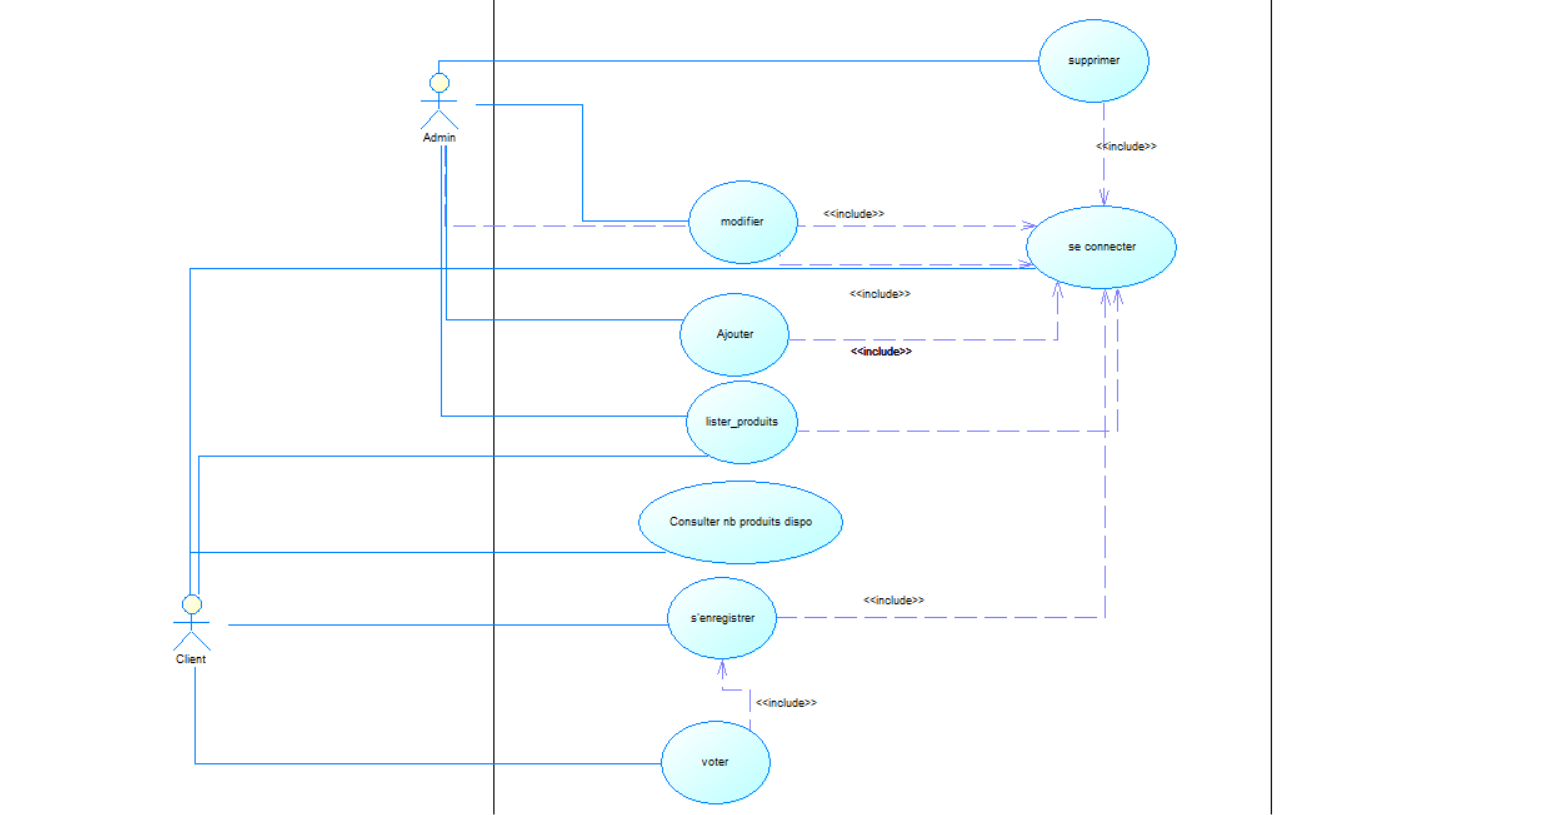 supprimer
Admin
<<include>>
modifier
<<include>>
se connecter
<<include>>
Ajouter
<<include>>
lister_produits
Consulter nb produits dispo
<<include>>
s'enregistrer
Client
<<include>>
voter